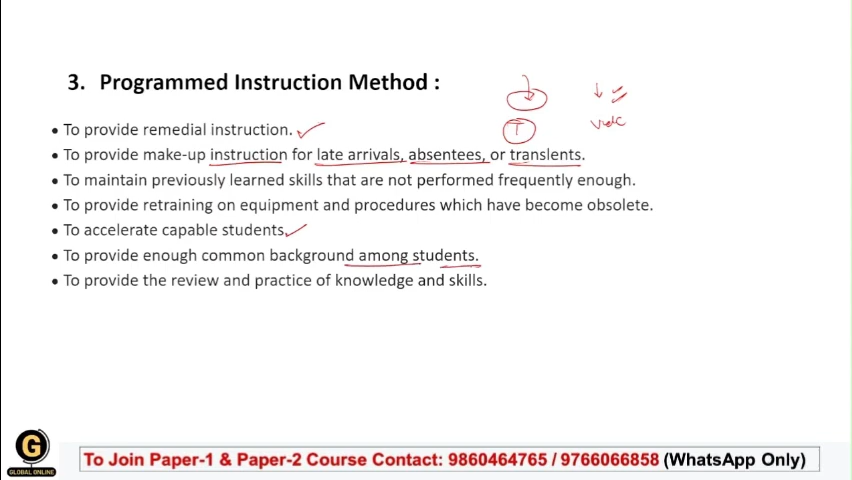 3. Programmed Instruction Method :
• To provide remedial instruction.
• To provide make-up instruction for late arrivals, absentees, or translents.
• To maintain previously learned skills that are not performed frequently enough.
• To provide retraining on equipment and procedures which have become obsolete.
• To accelerate capable students.
• To provide enough common background among students.
• To provide the review and practice of knowledge and skills.
T
G
GLOBAL ONLINE
To Join Paper-1 & Paper-2 Course Contact: 9860464765 / 9766066858 (WhatsApp Only)